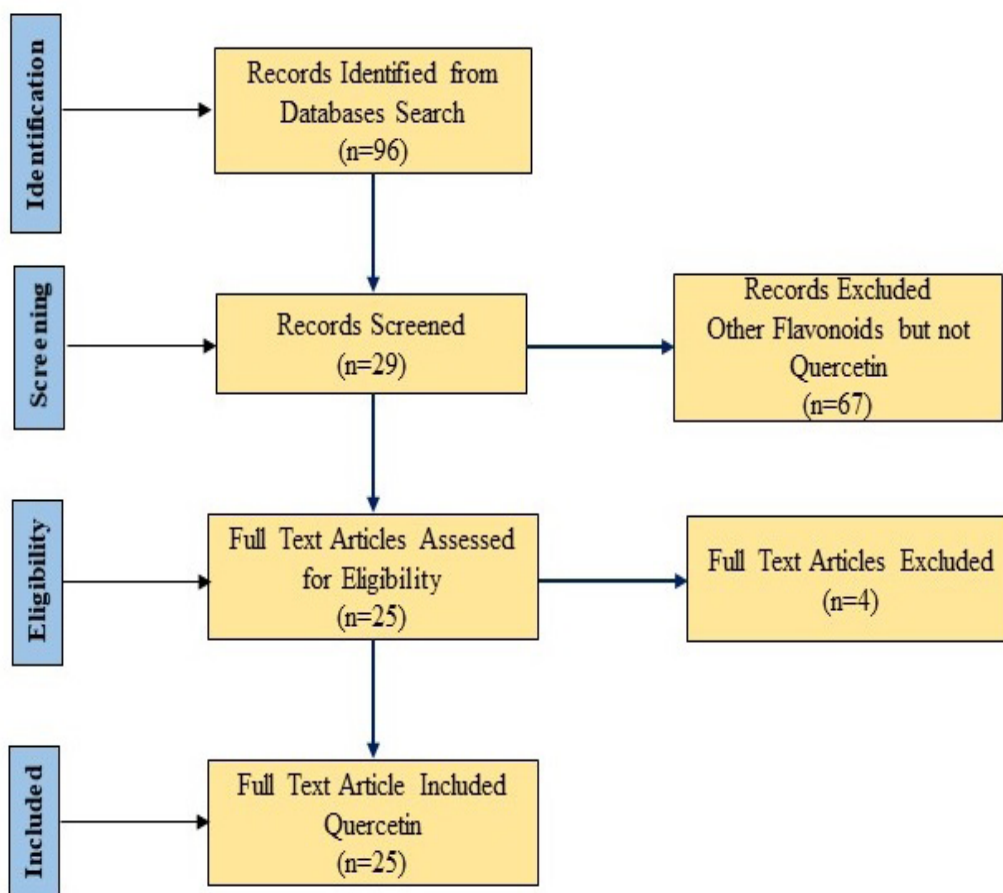 Identification
Records Identified from
Databases Search
(n=96)
Screening
Records Screened
(n=29)
Records Excluded
Other Flavonoids but not
Quercetin
(n=67)
Eligibility
Full Text Articles Assessed
for Eligibility
(n=25)
Full Text Articles Excluded
(n=4)
Included
Full Text Article Included
Quercetin
(n=25)